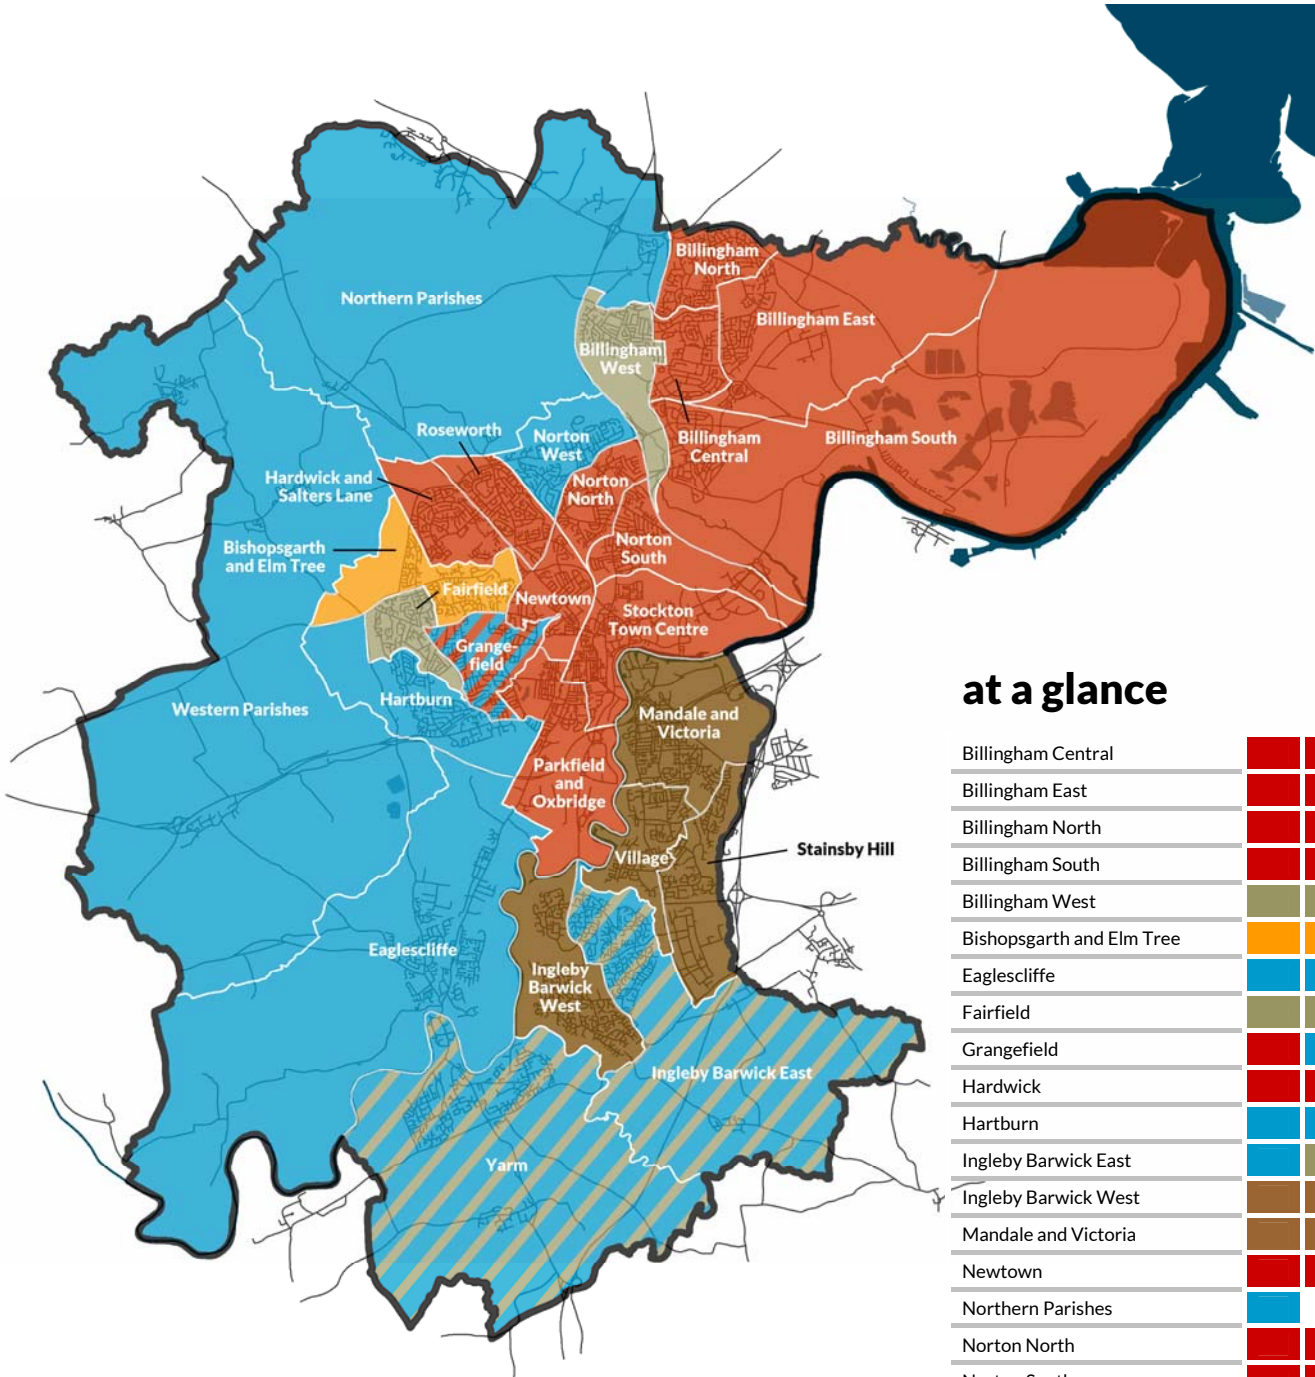 Northern Parishes
Billingham
North
Billingham East
Billingham
West
Roseworth
Norton
West
Billingham
Central
Billingham South
Hardwick and
Salters Lane
Norton
North
Bishopsgarth
and Elm Tree
Norton
South
Fairfield
Newtown
Stockton
Town Centre
Grange-
field
Hartburn
Western Parishes
Mandale and
Victoria
Parkfield
and
Oxbridge
Village
Stainsby Hill
Eaglescliffe
Ingleby
Barwick
West
Ingleby Barwick East
Yarm
at a glance
Billingham Central
Billingham East
Billingham North
Billingham South
Billingham West
Bishopsgarth and Elm Tree
Eaglescliffe
Fairfield
Grangefield
Hardwick
Hartburn
Ingleby Barwick East
Ingleby Barwick West
Mandale and Victoria
Newtown
Northern Parishes
Norton North